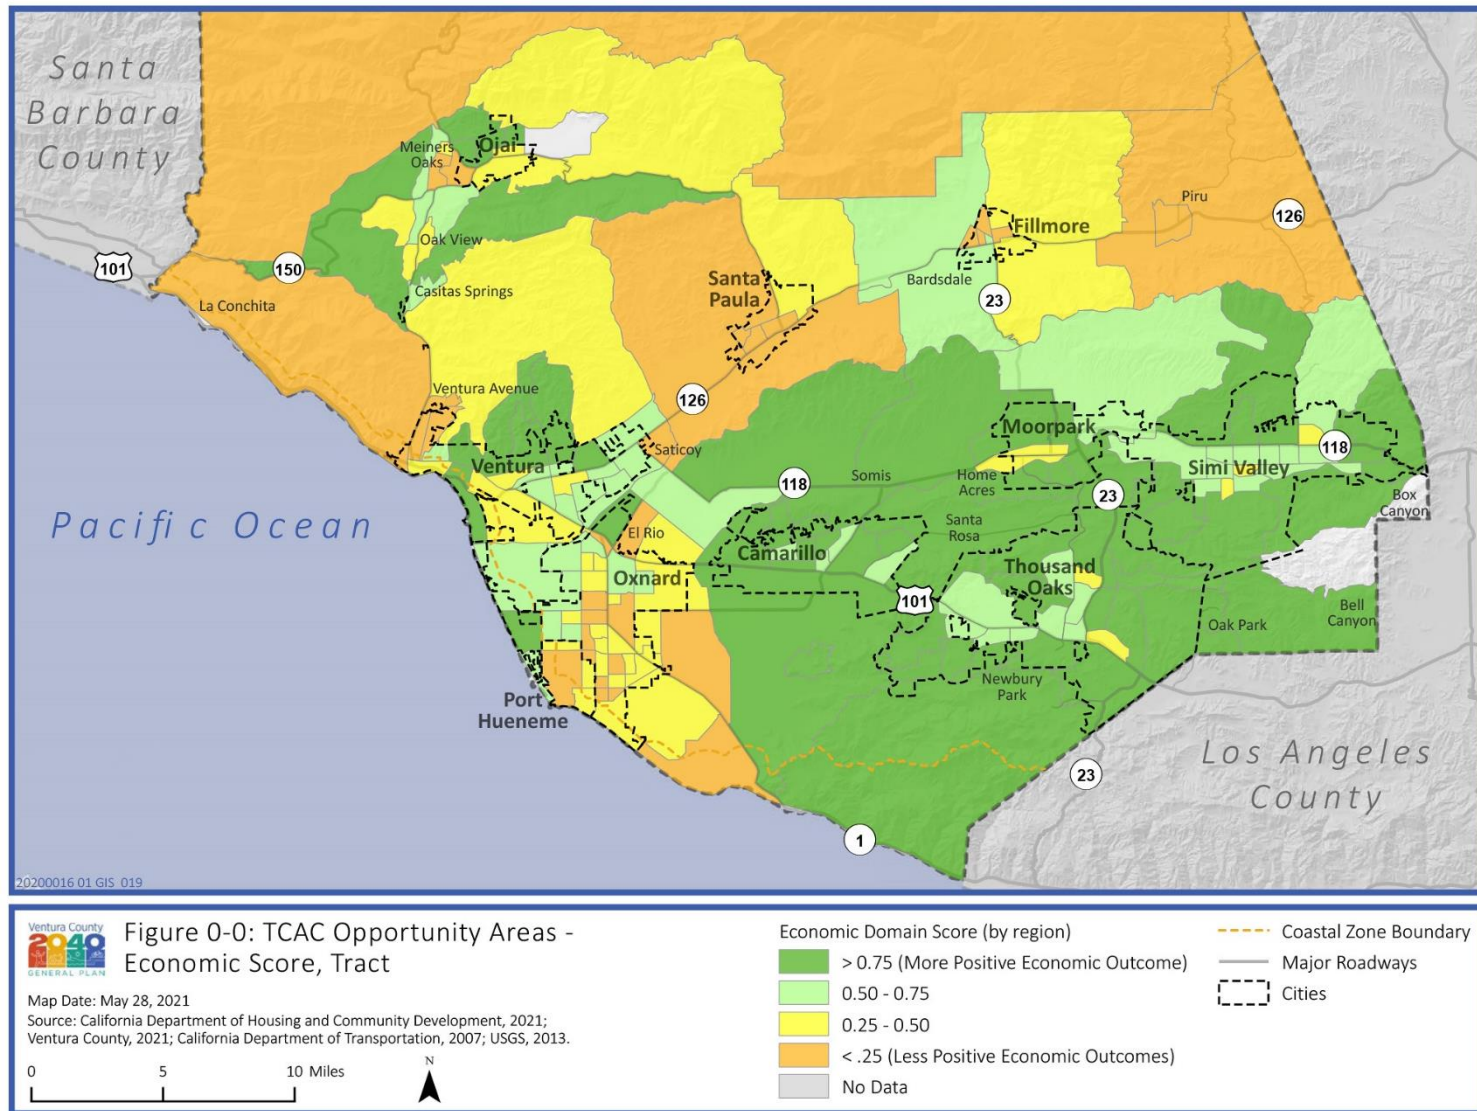 Santa
Barbara
County
Meiners
Oaks
Ojai
Oak View
Casitas Springs
101
150
La Conchita
Santa
Paula
Bardsdale
Fillmore
Piru
126
23
Ventura Avenue
126
Saticoy
Ventura
118
Somis
Moorpark
Home
Acres
Simi Valley
118
23
Box
Canyon
Pacific Ocean
El Rio
Oxnard
Camarillo
Santa
Rosa
Thousand
Oaks
101
Oak Park
Bell
Canyon
Newbury
Park
Port
Hueneme
Los Angeles
County
23
1
20200016 01 GIS 019
Ventura County
2040
GENERAL PLAN
Figure 0-0: TCAC Opportunity Areas -
Economic Score, Tract
Map Date: May 28, 2021
Source: California Department of Housing and Community Development, 2021;
Ventura County, 2021; California Department of Transportation, 2007; USGS, 2013.
0 5 10 Miles
N
Economic Domain Score (by region)
> 0.75 (More Positive Economic Outcome)
0.50 - 0.75
0.25 - 0.50
< .25 (Less Positive Economic Outcomes)
No Data
Coastal Zone Boundary
Major Roadways
Cities